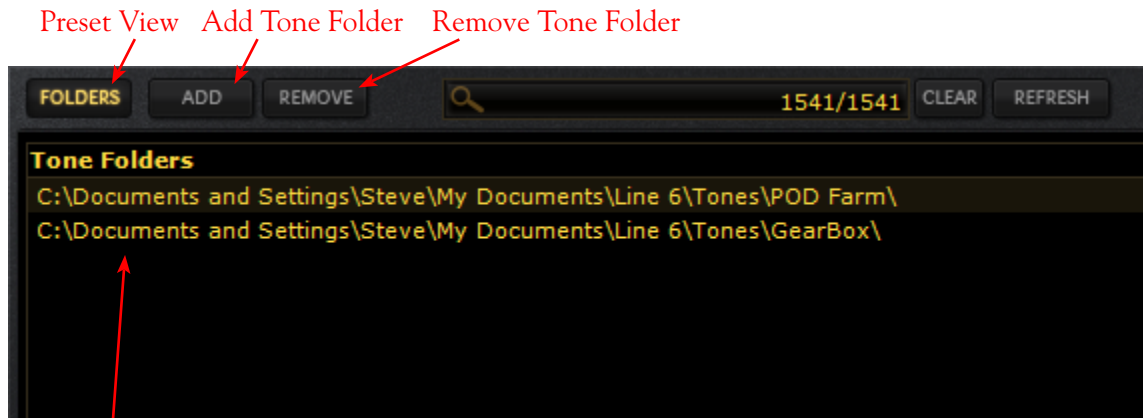 Preset View Add Tone Folder Remove Tone Folder
FOLDERS ADD REMOVE 1541/1541 CLEAR REFRESH
Tone Folders
C:\Documents and Settings\Steve\My Documents\Line 6\Tones\POD Farm\
C:\Documents and Settings\Steve\My Documents\Line 6\Tones\GearBox\